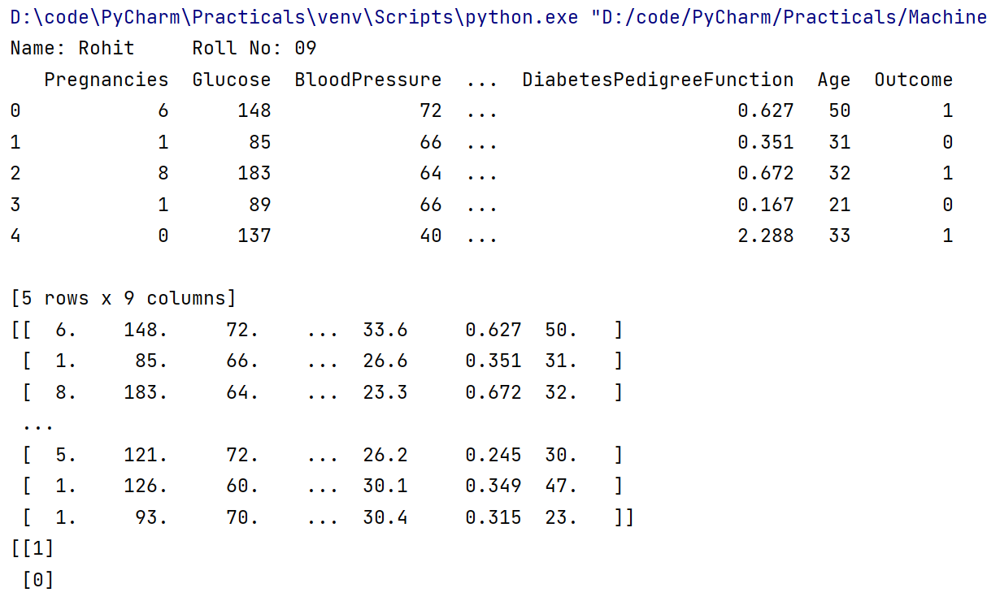 D:\code\PyCharm\Practicals\venv\Scripts\python.exe "D:/code/PyCharm/Practicals/Machine
Name: Rohit     Roll No: 09
   Pregnancies  Glucose  BloodPressure  ...  DiabetesPedigreeFunction  Age  Outcome
0            6      148             72  ...                     0.627   50        1
1            1       85             66  ...                     0.351   31        0
2            8      183             64  ...                     0.672   32        1
3            1       89             66  ...                     0.167   21        0
4            0      137             40  ...                     2.288   33        1

[5 rows x 9 columns]
[[  6.    148.     72.    ...  33.6     0.627  50.   ]
 [  1.     85.     66.    ...  26.6     0.351  31.   ]
 [  8.    183.     64.    ...  23.3     0.672  32.   ]
 ...
 [  5.    121.     72.    ...  26.2     0.245  30.   ]
 [  1.    126.     60.    ...  30.1     0.349  47.   ]
 [  1.     93.     70.    ...  30.4     0.315  23.   ]]
[[1]
 [0]